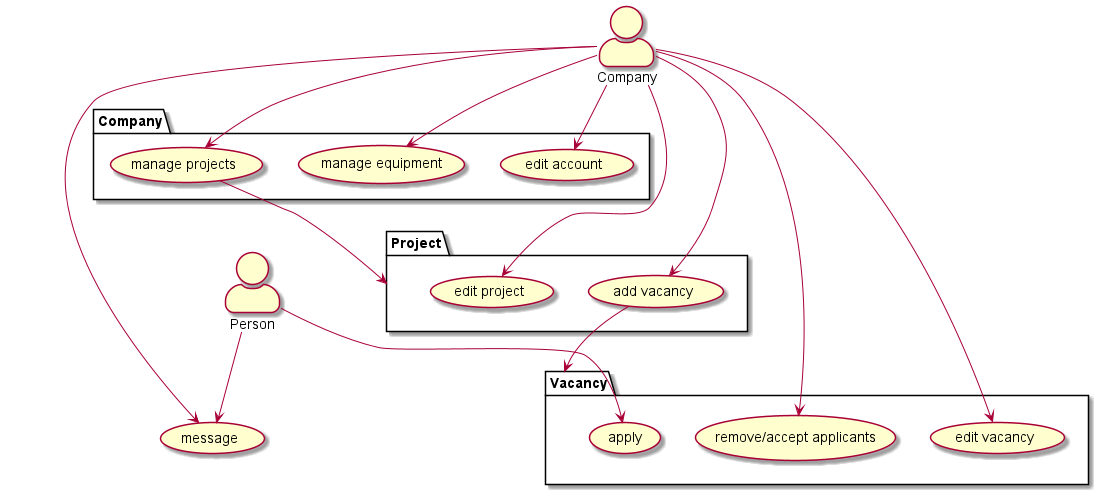 Company
Company
manage projects
manage equipment
edit account
Project
edit project
add vacancy
Person
Vacancy
message
apply
remove/accept applicants
edit vacancy